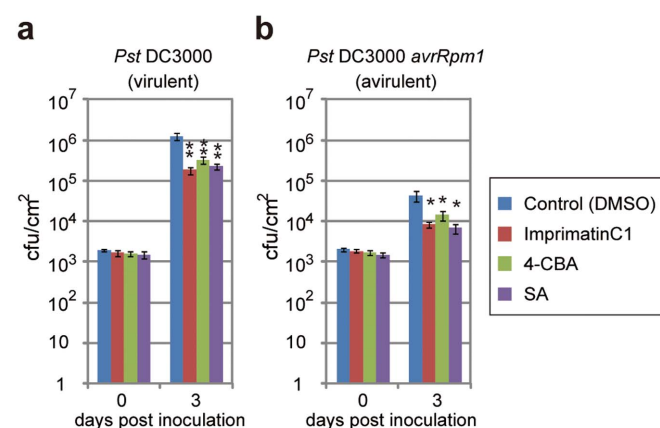 a
Pst DC3000
(virulent)
10⁷
10⁶
10⁵
10⁴
10³
10²
10
1
cfu/cm²
**
**
**
0
3
days post inoculation
b
Pst DC3000 avrRpm1
(avirulent)
10⁷
10⁶
10⁵
10⁴
10³
10²
10
1
cfu/cm²
* * *
0
3
days post inoculation
Control (DMSO)
ImprimatinC1
4-CBA
SA